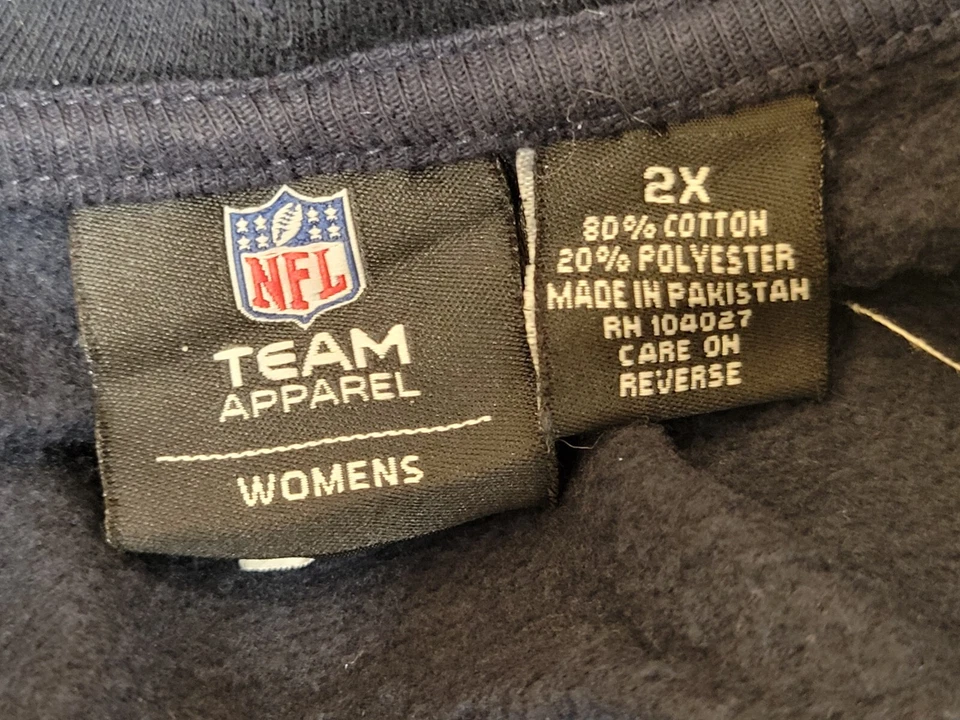 NFL
TEAM
APPAREL
WOMENS
2X
80% COTTON
20% POLYESTER
MADE IN PAKISTAN
RN 104027
CARE ON
REVERSE